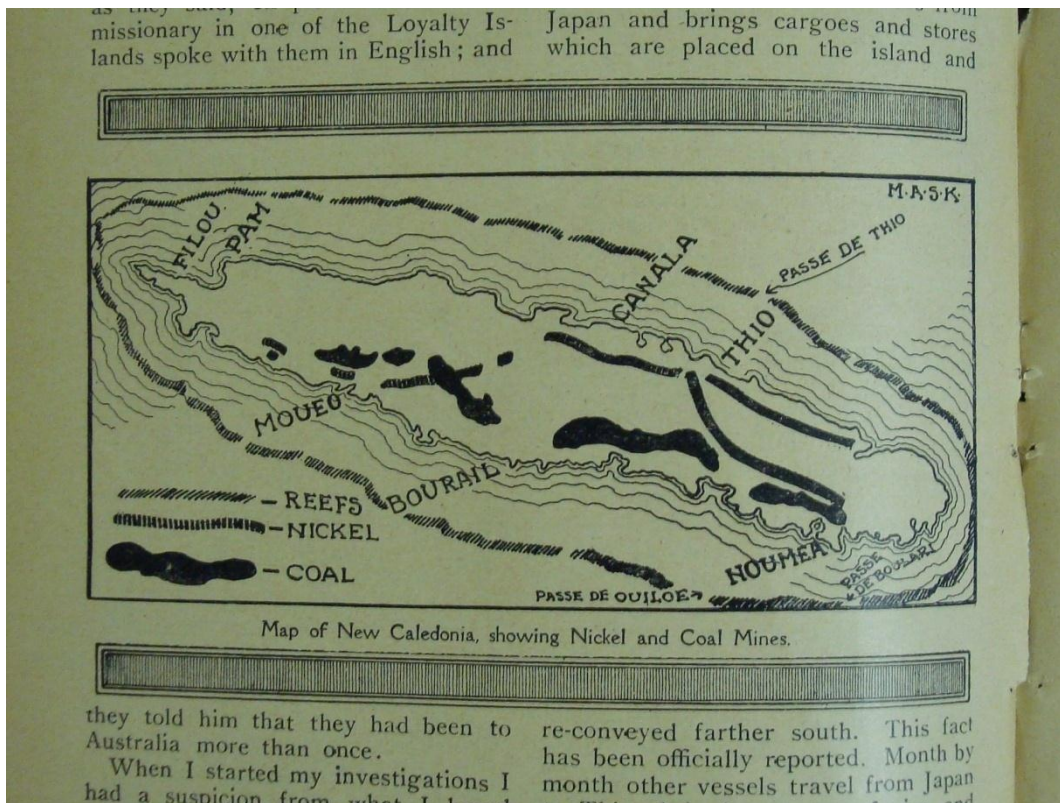 missionary in one of the Loyalty Is-
lands spoke with them in English; and
Japan and brings cargoes and stores
which are placed on the island and
M.A.S.K.
FILOU
PAM
CANALA
PASSE DE THIO
THIO
MOUEO
BOURAIL
– REEFS
– NICKEL
– COAL
NOUMEA
PASSE
DE BOULARI
PASSE DE OUILOE
Map of New Caledonia, showing Nickel and Coal Mines.
they told him that they had been to
Australia more than once.
When I started my investigations I
had a suspicion from what I
re-conveyed farther south. This fact
has been officially reported. Month by
month other vessels travel from Japan